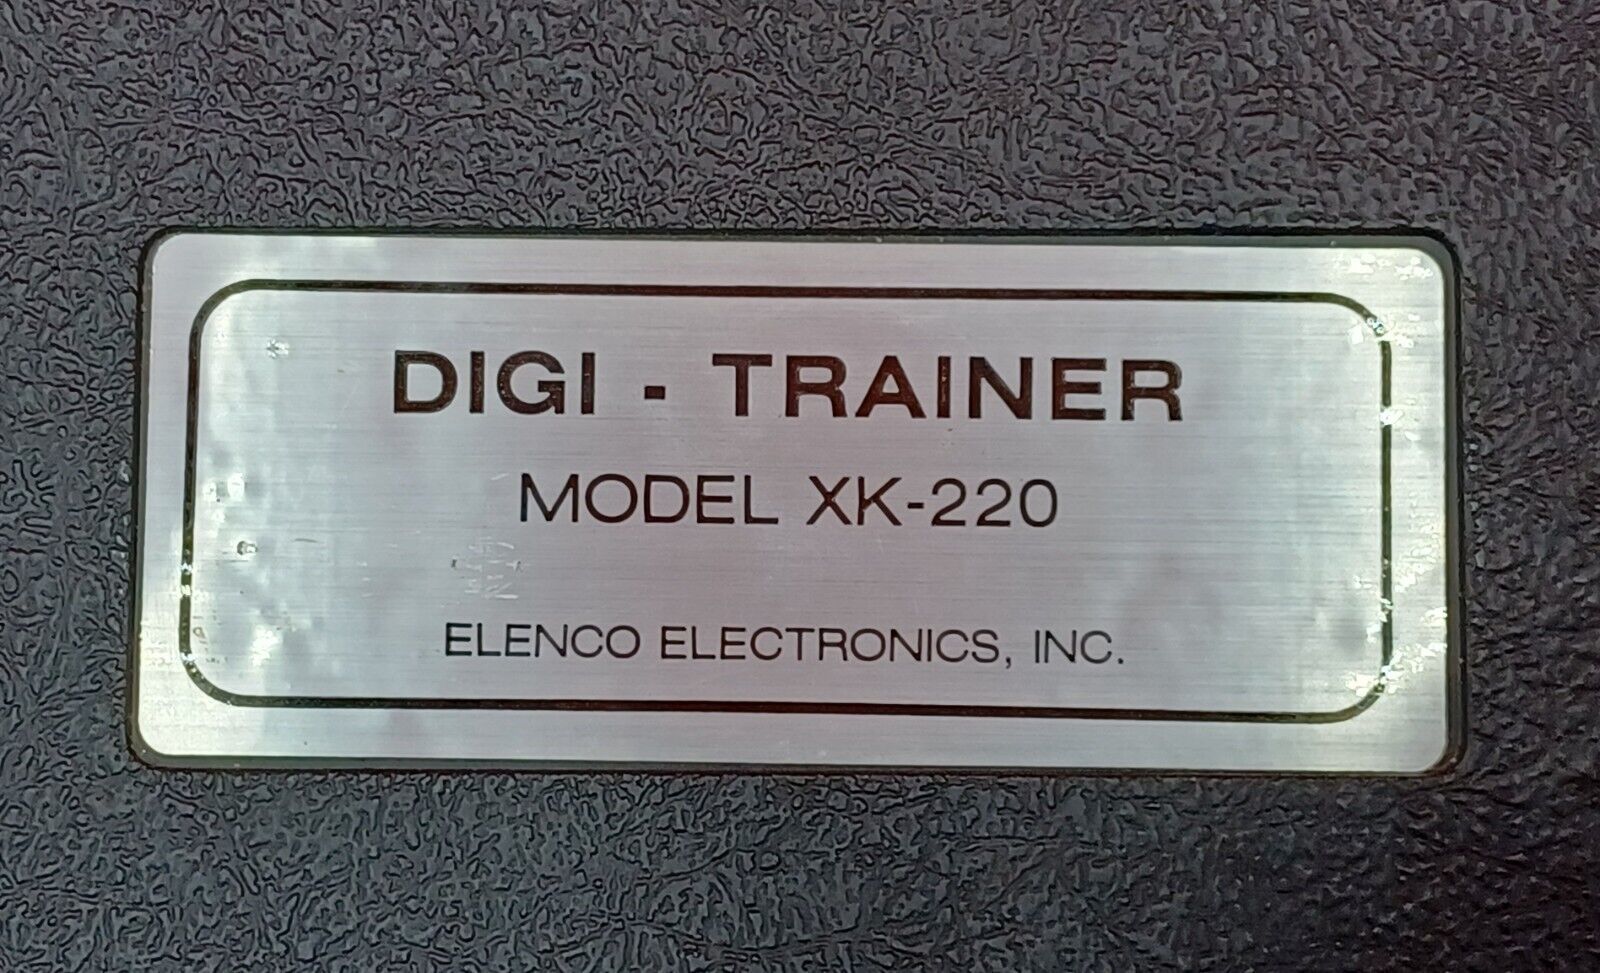 DIGI - TRAINER
MODEL XK-220
ELENCO ELECTRONICS, INC.